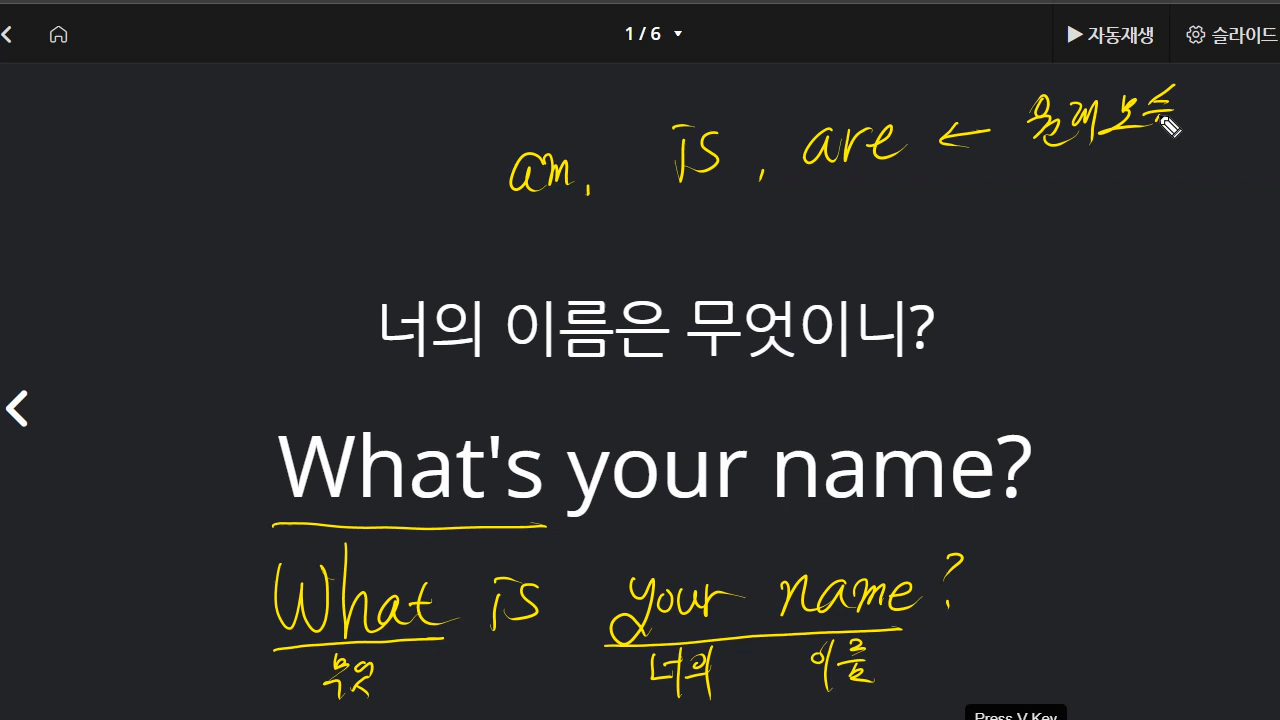 1 / 6
자동재생
슬라이드
am, is, are ← 원래모습
너의 이름은 무엇이니?
What's your name?
What is your name?
무엇 너의 이름
Press V Key